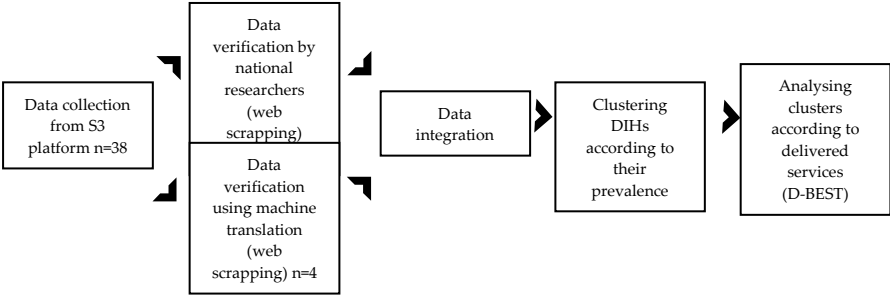 Data collection
from S3
platform n=38
Data
verification by
national
researchers
(web
scrapping)
Data
verification
using machine
translation
(web
scrapping) n=4
Data
integration
Clustering
DIHs
according to
their
prevalence
Analysing
clusters
according to
delivered
services
(D-BEST)